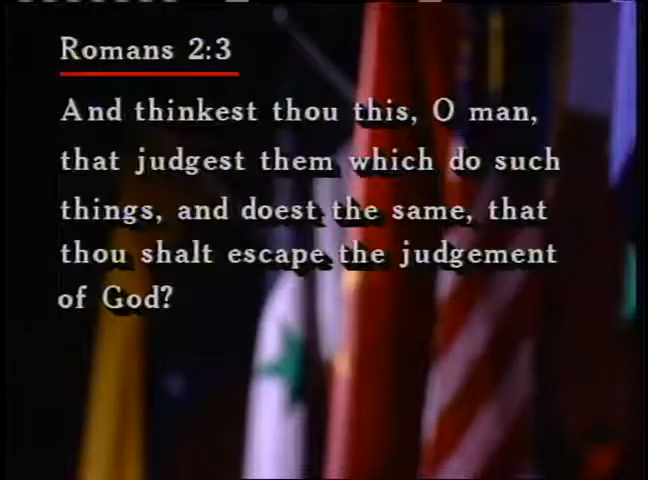 Romans 2:3
And thinkest thou this, O man,
that judgest them which do such
things, and doest the same, that
thou shalt escape the judgement
of God?